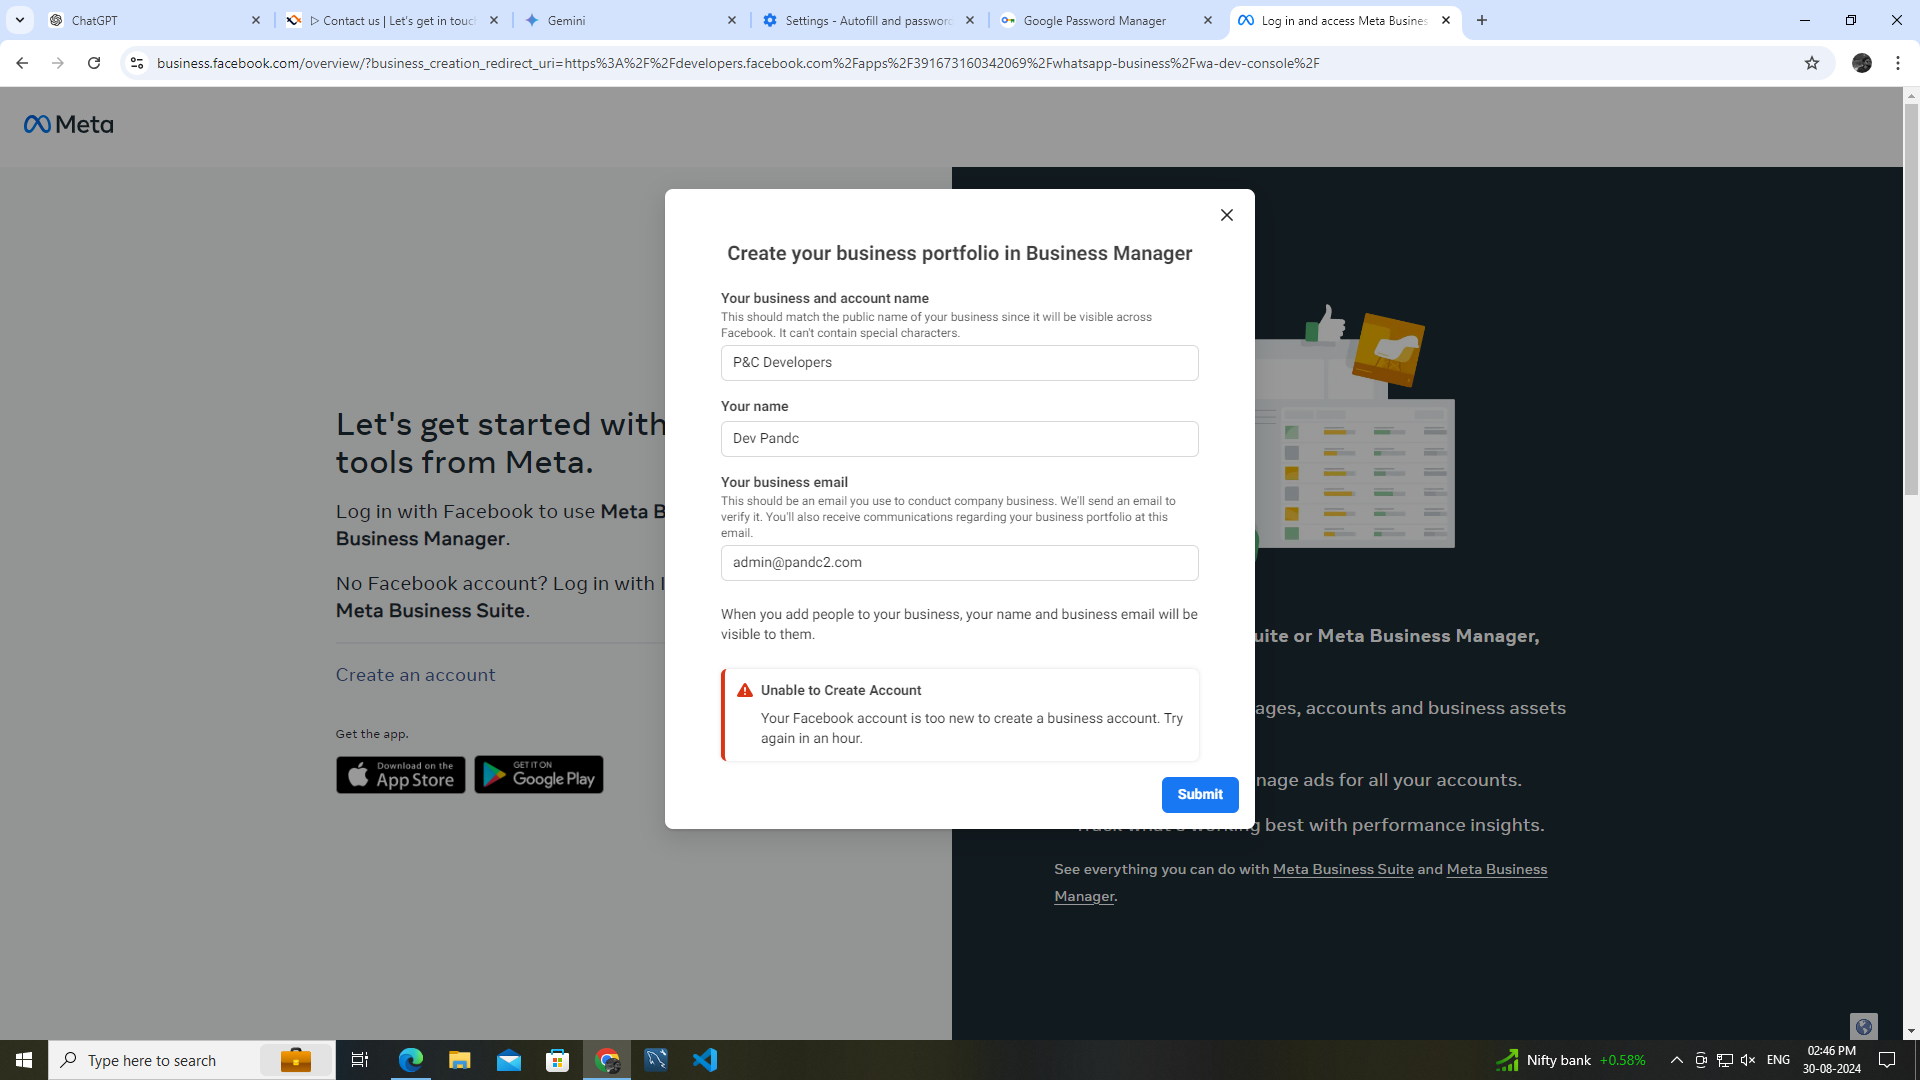 ChatGPT
▷ Contact us | Let's get in touc
Gemini
Settings - Autofill and password
Google Password Manager
Log in and access Meta Busines
business.facebook.com/overview/?business_creation_redirect_uri=https%3A%2F%2Fdevelopers.facebook.com%2Fapps%2F391673160342069%2Fwhatsapp-business%2Fwa-dev-console%2F
Meta
Create your business portfolio in Business Manager
Your business and account name
This should match the public name of your business since it will be visible across
Facebook. It can't contain special characters.
P&C Developers
Your name
Dev Pandc
Your business email
This should be an email you use to conduct company business. We'll send an email to
verify it. You'll also receive communications regarding your business portfolio at this
email.
admin@pandc2.com
When you add people to your business, your name and business email will be
visible to them.
Unable to Create Account
Your Facebook account is too new to create a business account. Try
again in an hour.
Submit
Let's get started with
tools from Meta.
Log in with Facebook to use Meta B
Business Manager.
No Facebook account? Log in with I
Meta Business Suite.
Create an account
Get the app.
Download on the
App Store
GET IT ON
Google Play
uite or Meta Business Manager,
ages, accounts and business assets
nage ads for all your accounts.
Track what's working best with performance insights.
See everything you can do with Meta Business Suite and Meta Business
Manager.
Type here to search
Nifty bank +0.58%
ENG
02:46 PM
30-08-2024